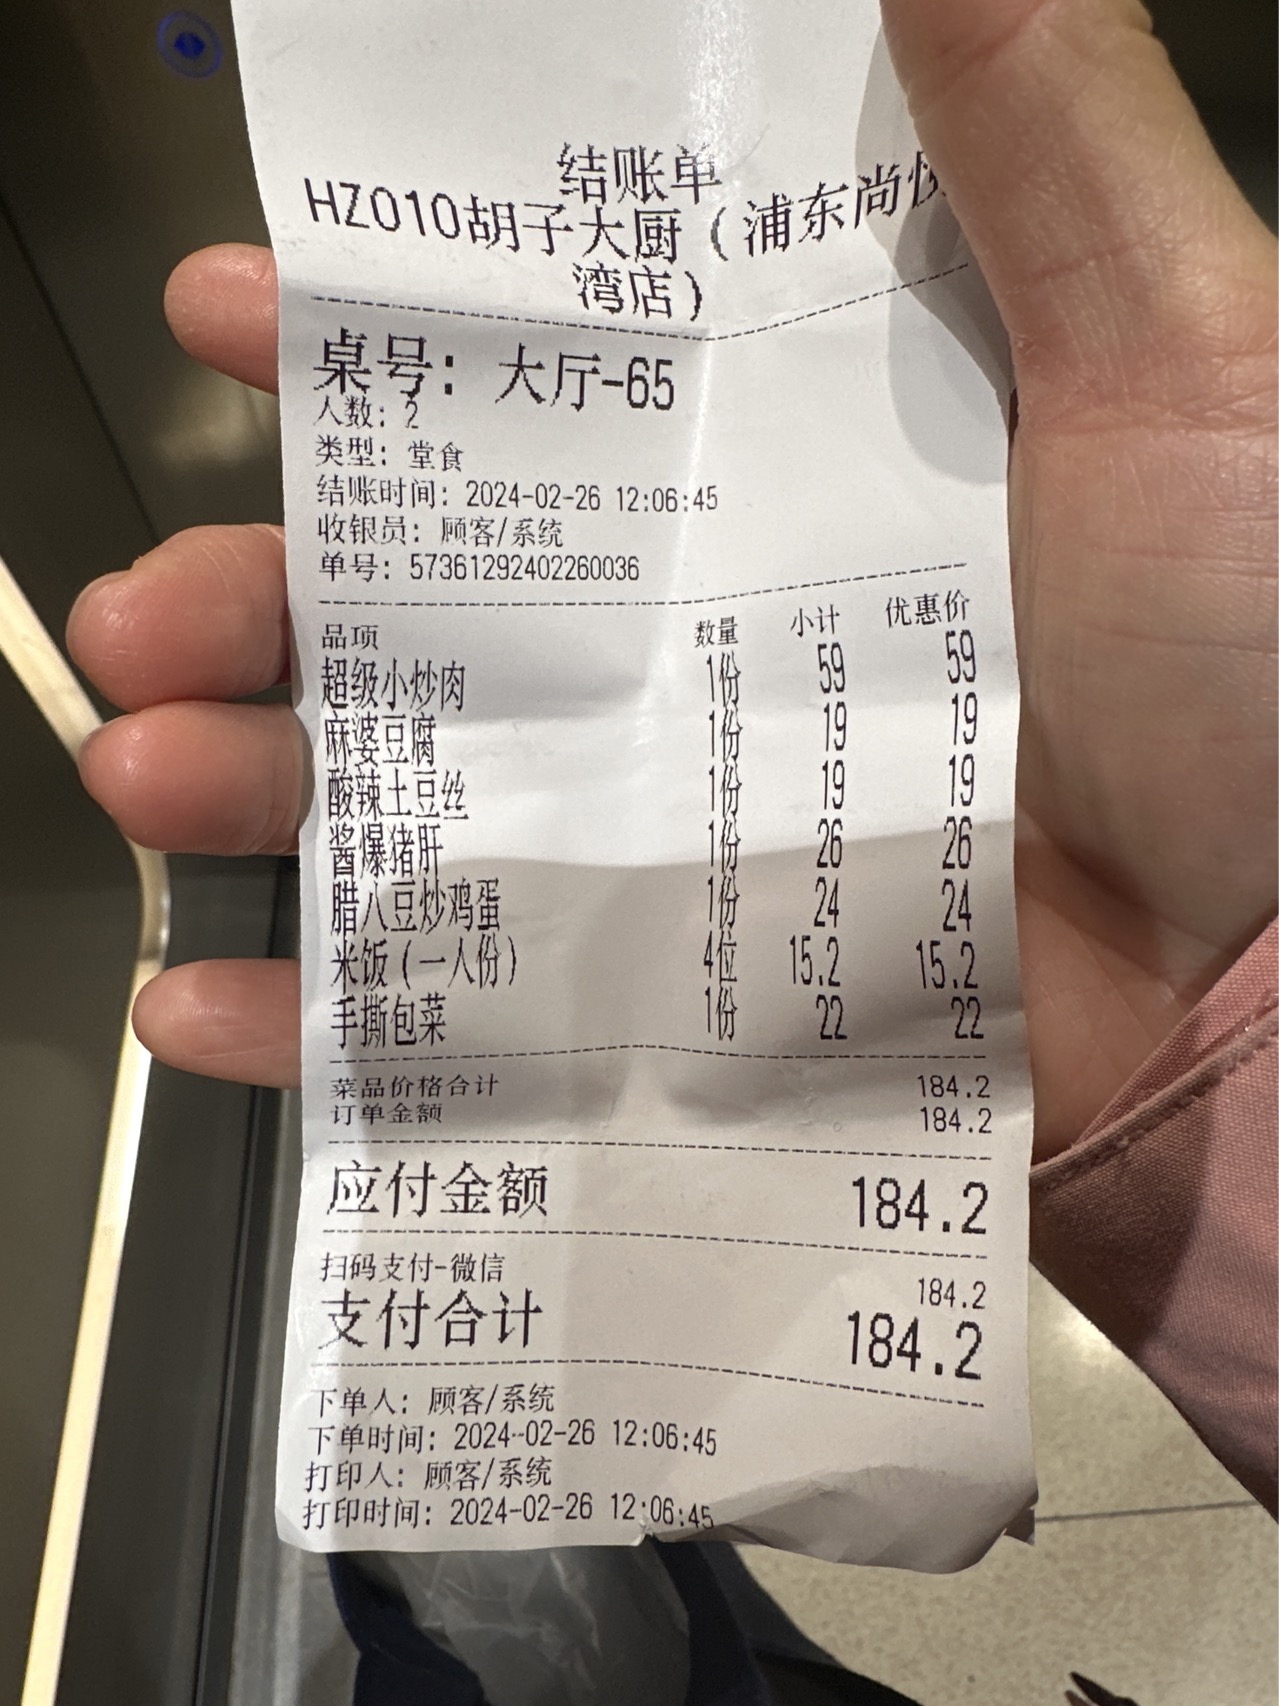 结账单
HZ010胡子大厨（浦东尚悦
湾店）
桌号：大厅-65
人数：2
类型：堂食
结账时间：2024-02-26 12:06:45
收银员：顾客/系统
单号：573612924022 60036
品项 数量 小计 优惠价
超级小炒肉 1份 59 59
麻婆豆腐 1份 19 19
酸辣土豆丝 1份 19 19
酱爆猪肝 1份 26 26
腊八豆炒鸡蛋 1份 24 24
米饭（一人份） 4位 15.2 15.2
手撕包菜 1份 22 22
菜品价格合计 184.2
订单金额 184.2
应付金额 184.2
扫码支付-微信 184.2
支付合计 184.2
下单人：顾客/系统
下单时间：2024-02-26 12:06:45
打印人：顾客/系统
打印时间：2024-02-26 12:06:45